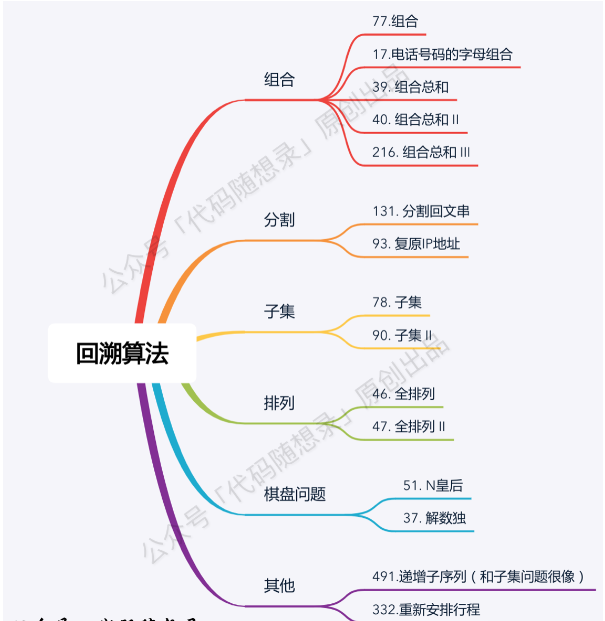 组合
77.组合
17.电话号码的字母组合
39. 组合总和
40. 组合总和 II
216. 组合总和 III
分割
131. 分割回文串
93. 复原IP地址
子集
78. 子集
90. 子集 II
回溯算法
排列
46. 全排列
47. 全排列 II
棋盘问题
51. N皇后
37. 解数独
其他
491.递增子序列（和子集问题很像）
332.重新安排行程
公众号「代码随想录」原创出品
公众号「代码随想录」原创出品